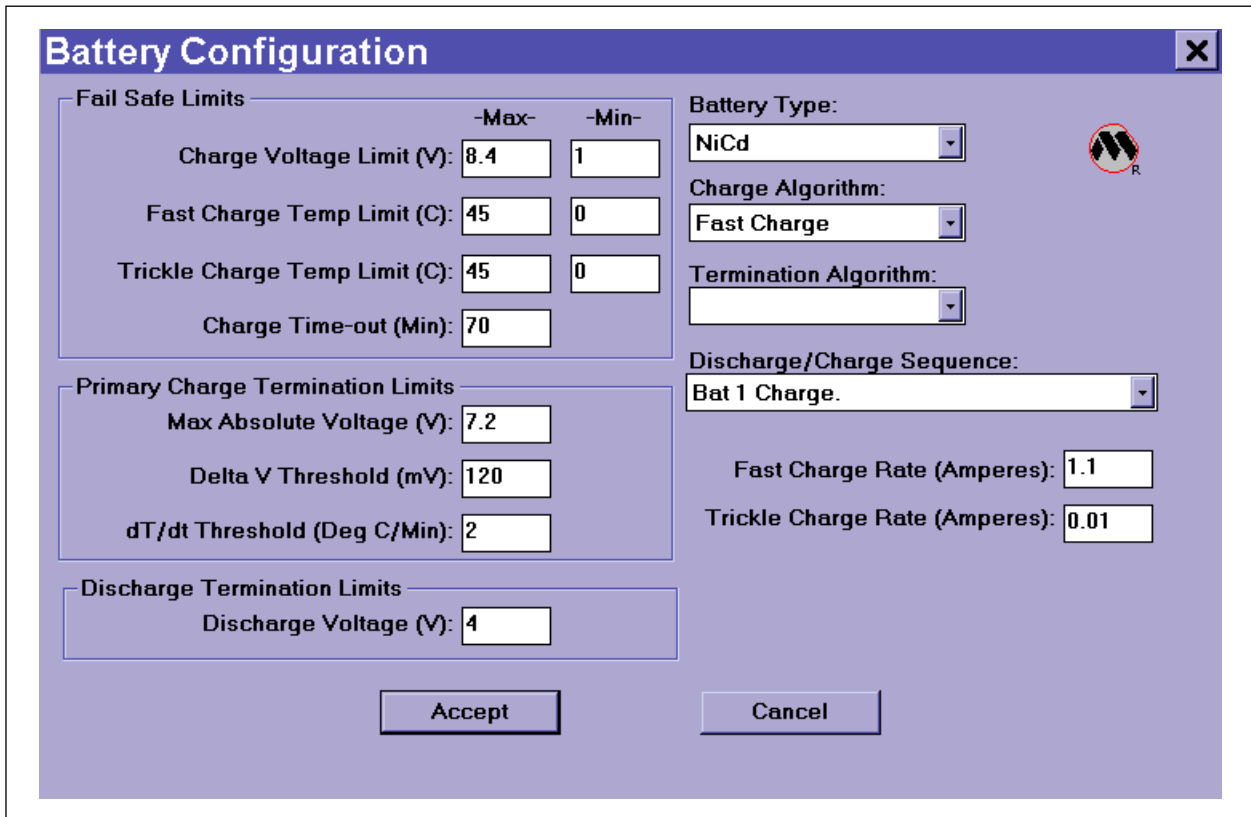 Battery Configuration
Fail Safe Limits
-Max- -Min-
Charge Voltage Limit (V): 8.4 1
Fast Charge Temp Limit (C): 45 0
Trickle Charge Temp Limit (C): 45 0
Charge Time-out (Min): 70
Primary Charge Termination Limits
Max Absolute Voltage (V): 7.2
Delta V Threshold (mV): 120
dT/dt Threshold (Deg C/Min): 2
Discharge Termination Limits
Discharge Voltage (V): 4
Battery Type:
NiCd
R
Charge Algorithm:
Fast Charge
Termination Algorithm:
Discharge/Charge Sequence:
Bat 1 Charge.
Fast Charge Rate (Amperes): 1.1
Trickle Charge Rate (Amperes): 0.01
Accept
Cancel